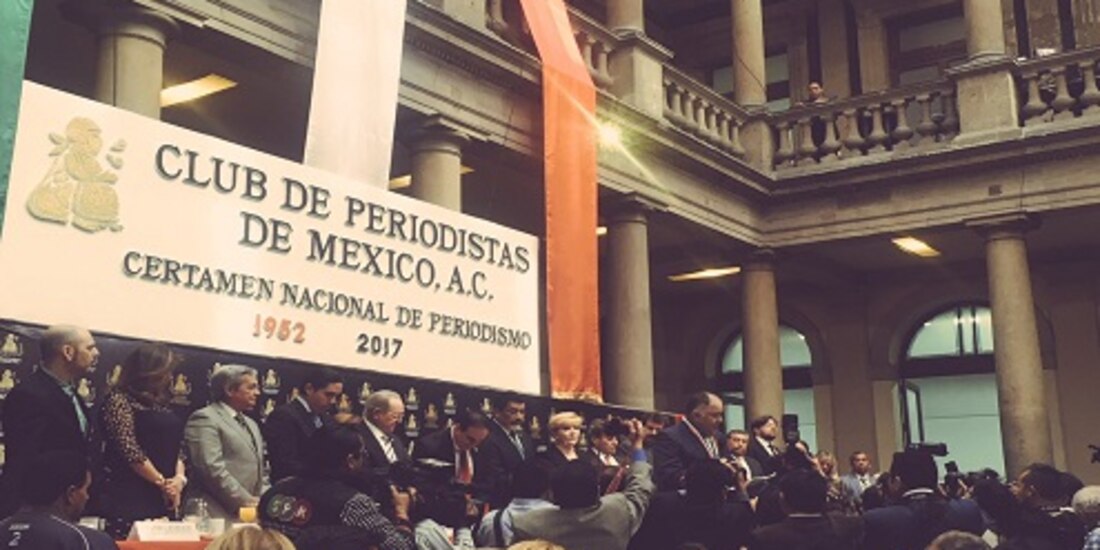 CLUB DE PERIODISTAS
DE MEXICO, A.C.
CERTAMEN NACIONAL DE PERIODISMO
1952 2017